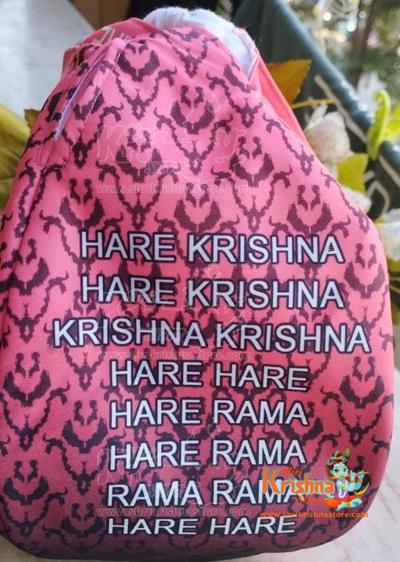 HARE KRISHNA
HARE KRISHNA
KRISHNA KRISHNA
HARE HARE
HARE RAMA
HARE RAMA
RAMA RAMA
HARE HARE
Shri
Krishna
Store
www.shrikrishnastore.com